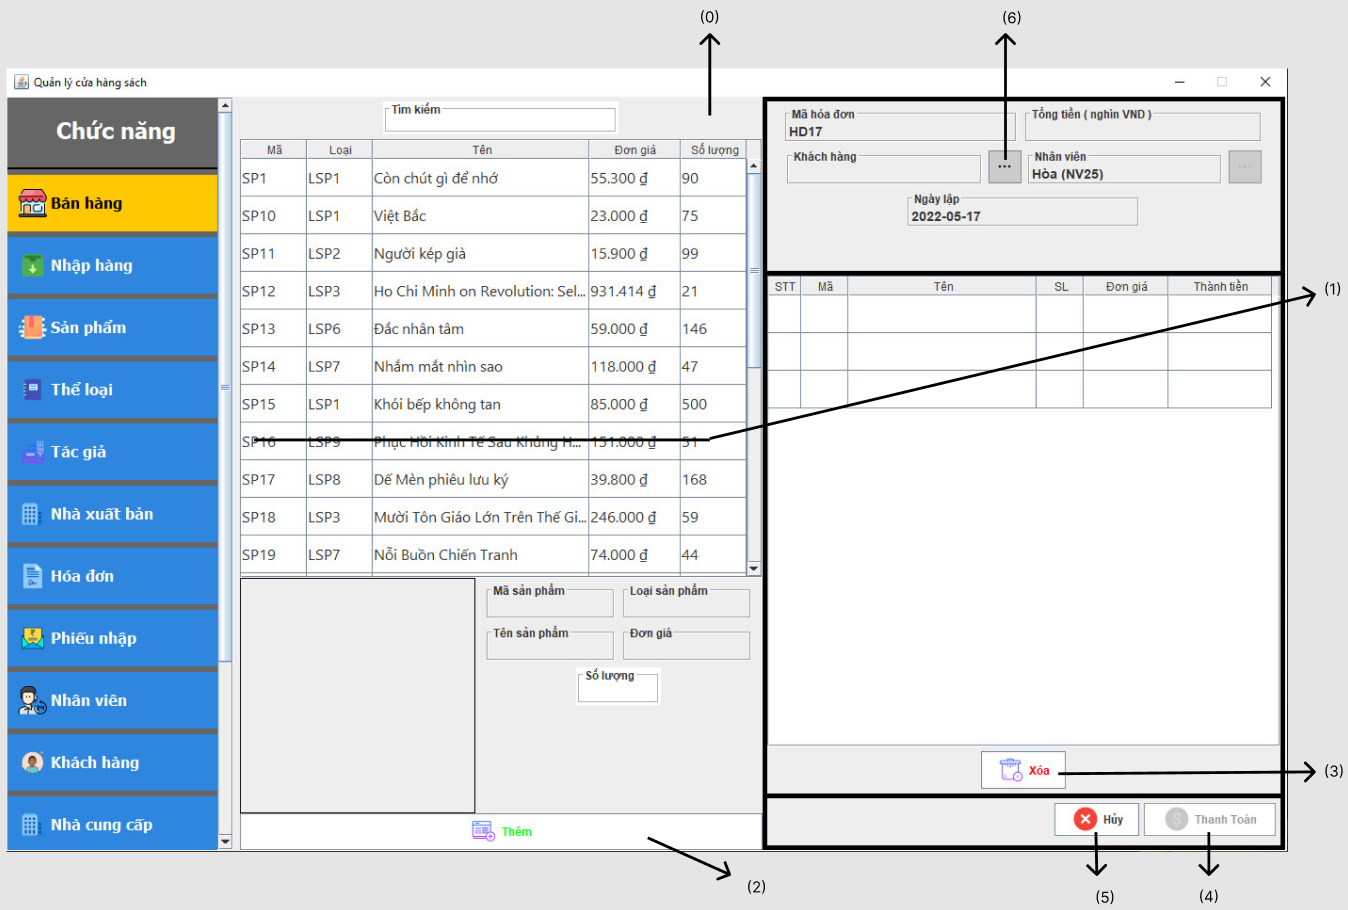 (0)
(6)
Quản lý cửa hàng sách
Chức năng
Bán hàng
Nhập hàng
Sản phẩm
Thể loại
Tác giả
Nhà xuất bản
Hóa đơn
Phiếu nhập
Nhân viên
Khách hàng
Nhà cung cấp
Tìm kiếm
Mã Loại Tên Đơn giá Số lượng
SP1 LSP1 Còn chút gì để nhớ 55.300 ₫ 90
SP10 LSP1 Việt Bắc 23.000 ₫ 75
SP11 LSP2 Người kép già 15.900 ₫ 99
SP12 LSP3 Ho Chi Minh on Revolution: Sel... 931.414 ₫ 21
SP13 LSP6 Đắc nhân tâm 59.000 ₫ 146
SP14 LSP7 Nhắm mắt nhìn sao 118.000 ₫ 47
SP15 LSP1 Khói bếp không tan 85.000 ₫ 500
SP16 LSP9 Phục Hồi Kinh Tế Sau Khủng H... 151.000 ₫ 51
SP17 LSP8 Dế Mèn phiêu lưu ký 39.800 ₫ 168
SP18 LSP3 Mười Tôn Giáo Lớn Trên Thế Gi... 246.000 ₫ 59
SP19 LSP7 Nỗi Buồn Chiến Tranh 74.000 ₫ 44
Mã sản phẩm
Loại sản phẩm
Tên sản phẩm
Đơn giá
Số lượng
Thêm
(2)
Mã hóa đơn
HD17
Tổng tiền ( nghìn VND )
Khách hàng
...
Nhân viên
Hòa (NV25)
...
Ngày lập
2022-05-17
STT Mã Tên SL Đơn giá Thành tiền
(1)
Xóa
(3)
Hủy
Thanh Toán
(5)
(4)